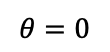 θ = 0